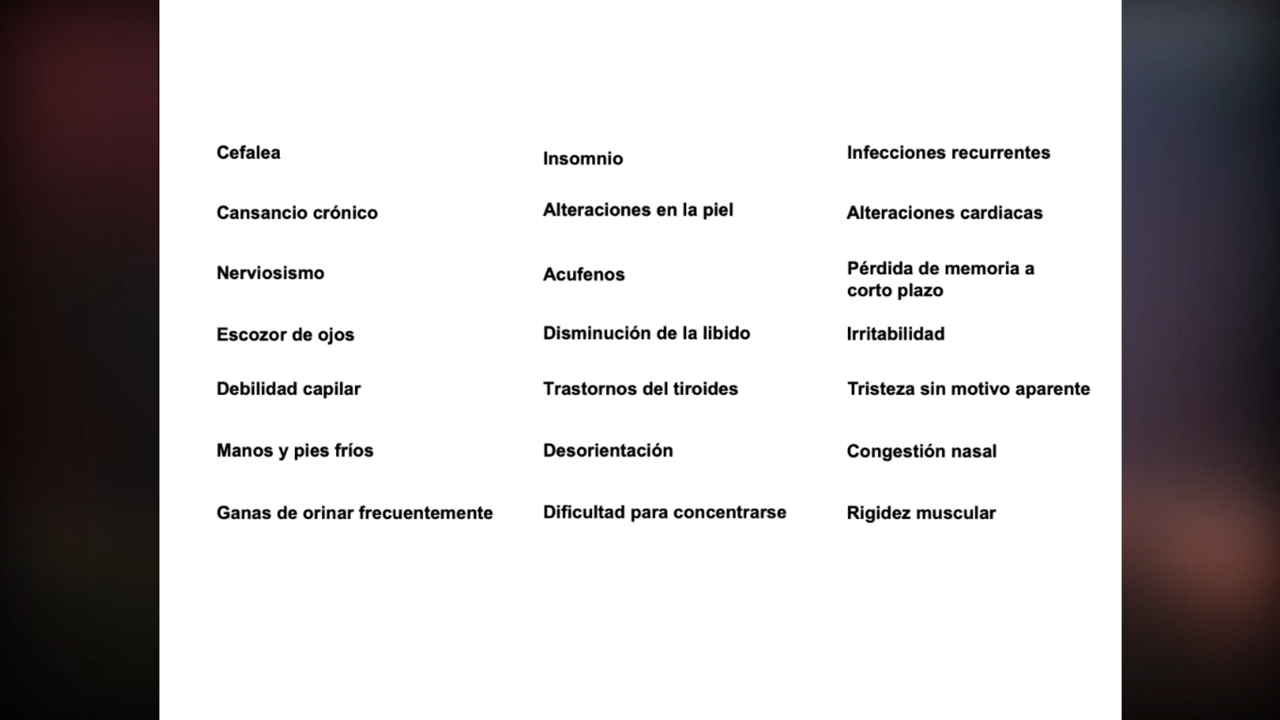 Cefalea
Insomnio
Infecciones recurrentes
Cansancio crónico
Alteraciones en la piel
Alteraciones cardiacas
Nerviosismo
Acufenos
Pérdida de memoria a
corto plazo
Escozor de ojos
Disminución de la libido
Irritabilidad
Debilidad capilar
Trastornos del tiroides
Tristeza sin motivo aparente
Manos y pies fríos
Desorientación
Congestión nasal
Ganas de orinar frecuentemente
Dificultad para concentrarse
Rigidez muscular